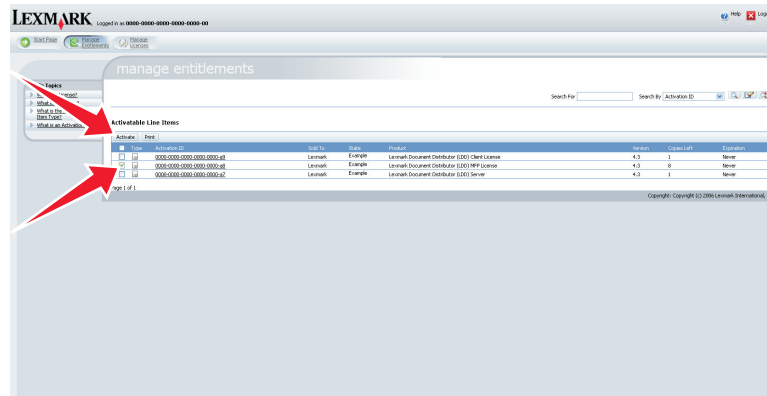 LEXMARK Logged in as 0000-0000-0000-0000-0000-00
Help
Start Page Manage Entitlements Manage Licenses
manage entitlements
Topics
Search For Search By Activation ID
Item Type?
What is an
Activatable Line Items
Activate Print
Type Activation ID Sold To State Product Version Copies Left Expiration
0000-0000-0000-0000-0000-a9 Lexmark Example Lexmark Document Distributor (LDD) Client License 4.3 1 Never
0000-0000-0000-0000-0000-a8 Lexmark Example Lexmark Document Distributor (LDD) MFP License 4.3 8 Never
0000-0000-0000-0000-0000-a7 Lexmark Example Lexmark Document Distributor (LDD) Server 4.3 1 Never
1 of 1
Copyright: Copyright (c) 2006 Lexmark International,